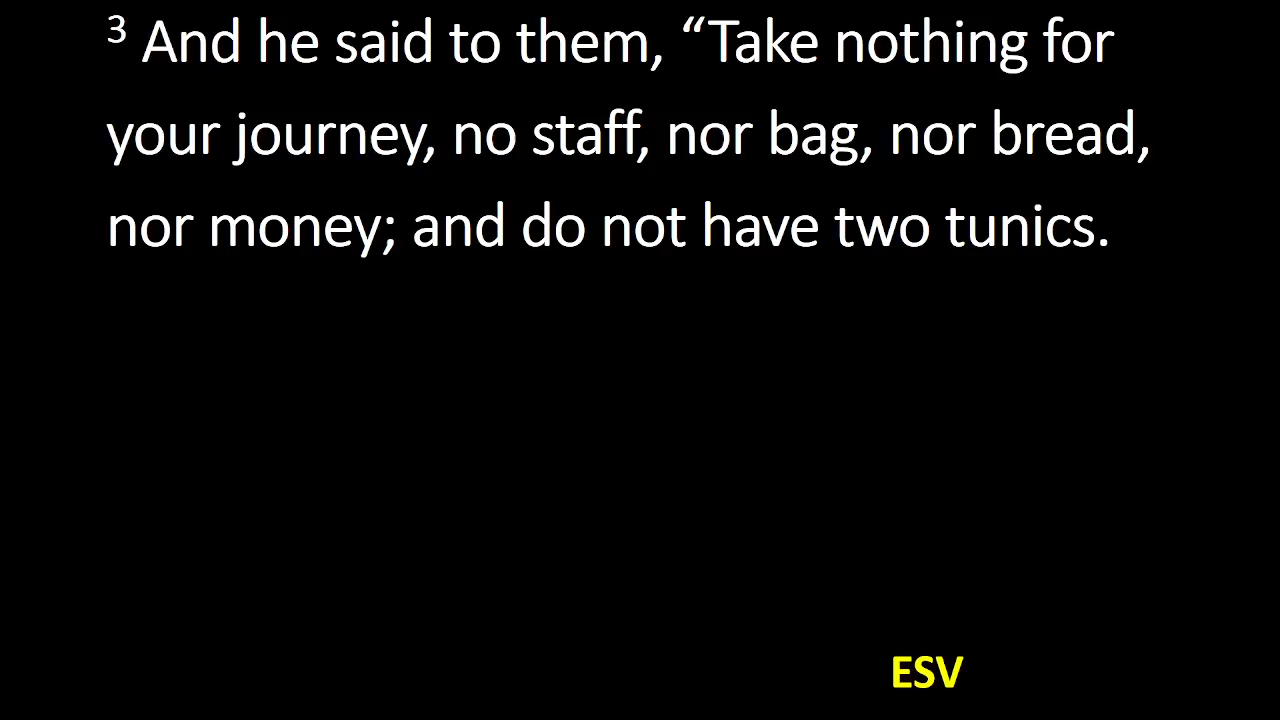 3 And he said to them, “Take nothing for
your journey, no staff, nor bag, nor bread,
nor money; and do not have two tunics.
ESV